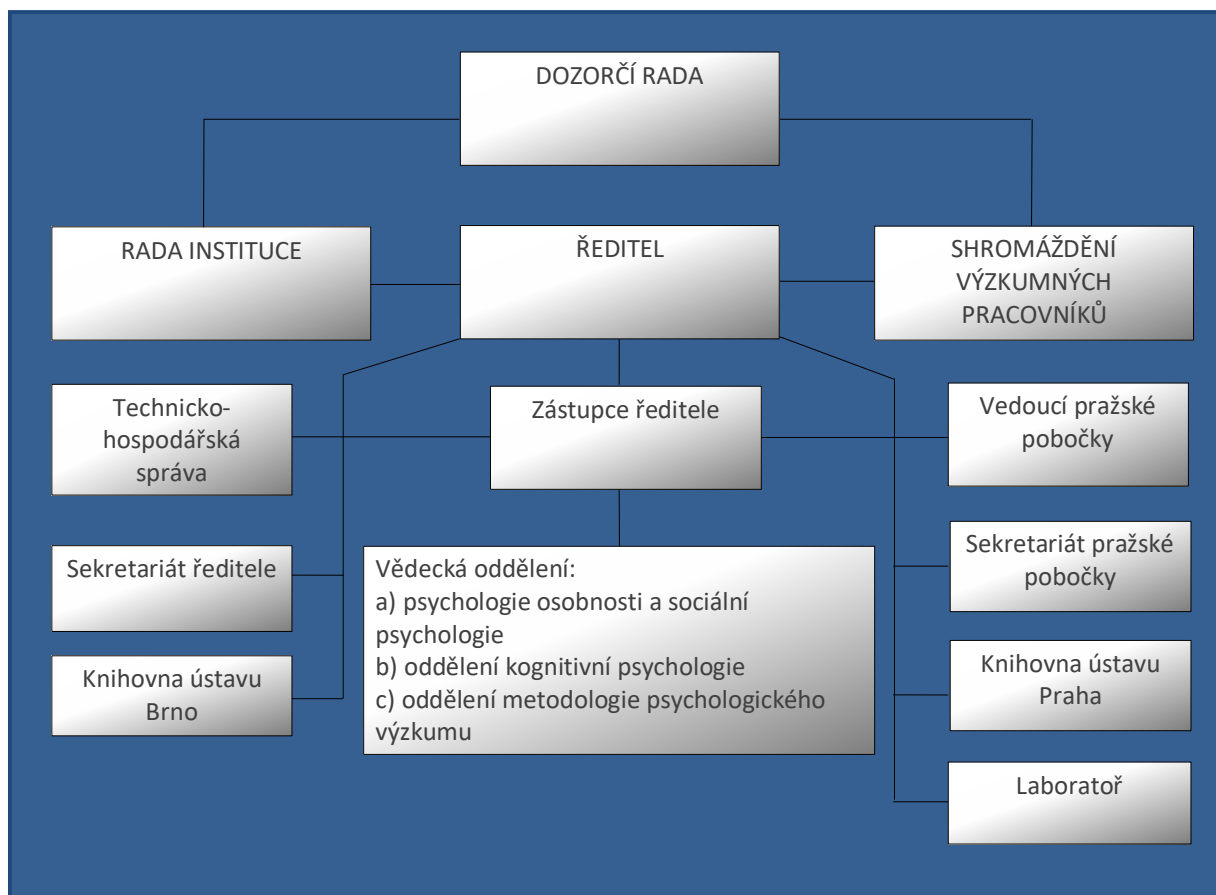 DOZORČÍ RADA
RADA INSTITUCE
ŘEDITEL
SHROMÁŽDĚNÍ
VÝZKUMNÝCH
PRACOVNÍKŮ
Technicko-
hospodářská
správa
Zástupce ředitele
Vedoucí pražské
pobočky
Sekretariát ředitele
Vědecká oddělení:
a) psychologie osobnosti a sociální
psychologie
b) oddělení kognitivní psychologie
c) oddělení metodologie psychologického
výzkumu
Sekretariát pražské
pobočky
Knihovna ústavu
Brno
Knihovna ústavu
Praha
Laboratoř